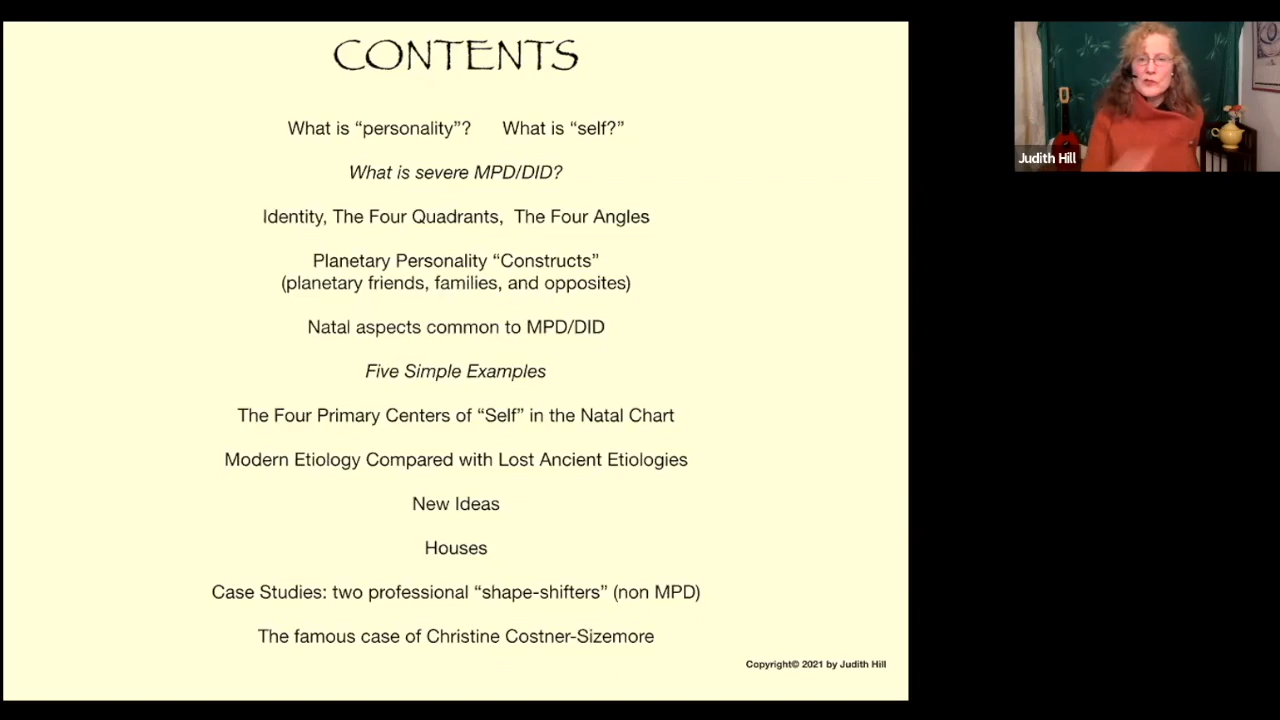 CONTENTS
What is “personality”? What is “self?”
What is severe MPD/DID?
Identity, The Four Quadrants, The Four Angles
Planetary Personality “Constructs”
(planetary friends, families, and opposites)
Natal aspects common to MPD/DID
Five Simple Examples
The Four Primary Centers of “Self” in the Natal Chart
Modern Etiology Compared with Lost Ancient Etiologies
New Ideas
Houses
Case Studies: two professional “shape-shifters” (non MPD)
The famous case of Christine Costner-Sizemore
Copyright© 2021 by Judith Hill
Judith Hill